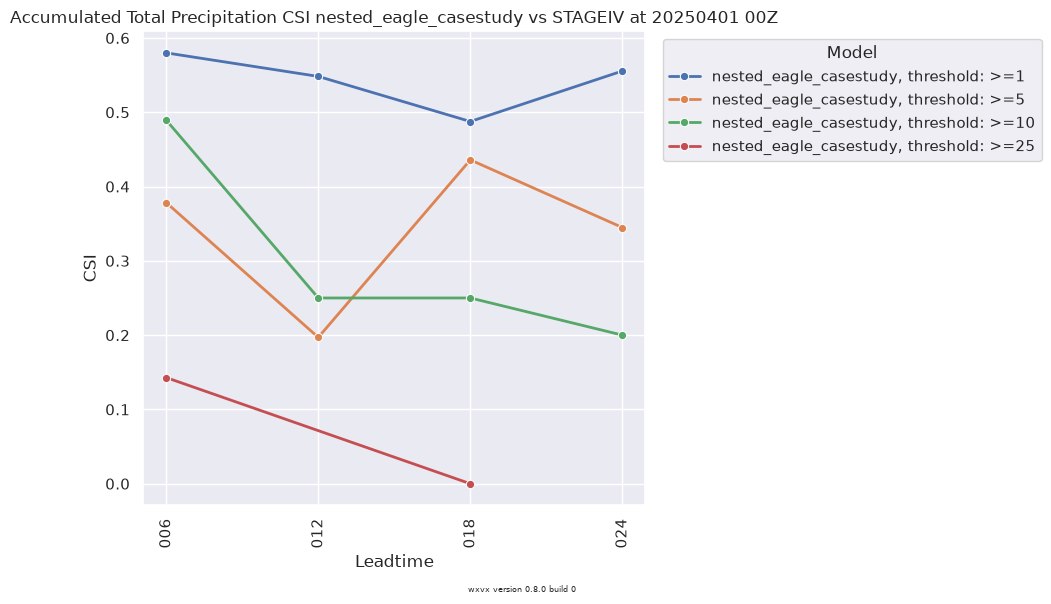 Accumulated Total Precipitation CSI nested_eagle_casestudy vs STAGEIV at 20250401 00Z
Model
nested_eagle_casestudy, threshold: >=1
nested_eagle_casestudy, threshold: >=5
nested_eagle_casestudy, threshold: >=10
nested_eagle_casestudy, threshold: >=25
CSI
0.6
0.5
0.4
0.3
0.2
0.1
0.0
006
012
018
024
Leadtime
wxvx version 0.8.0 build 0